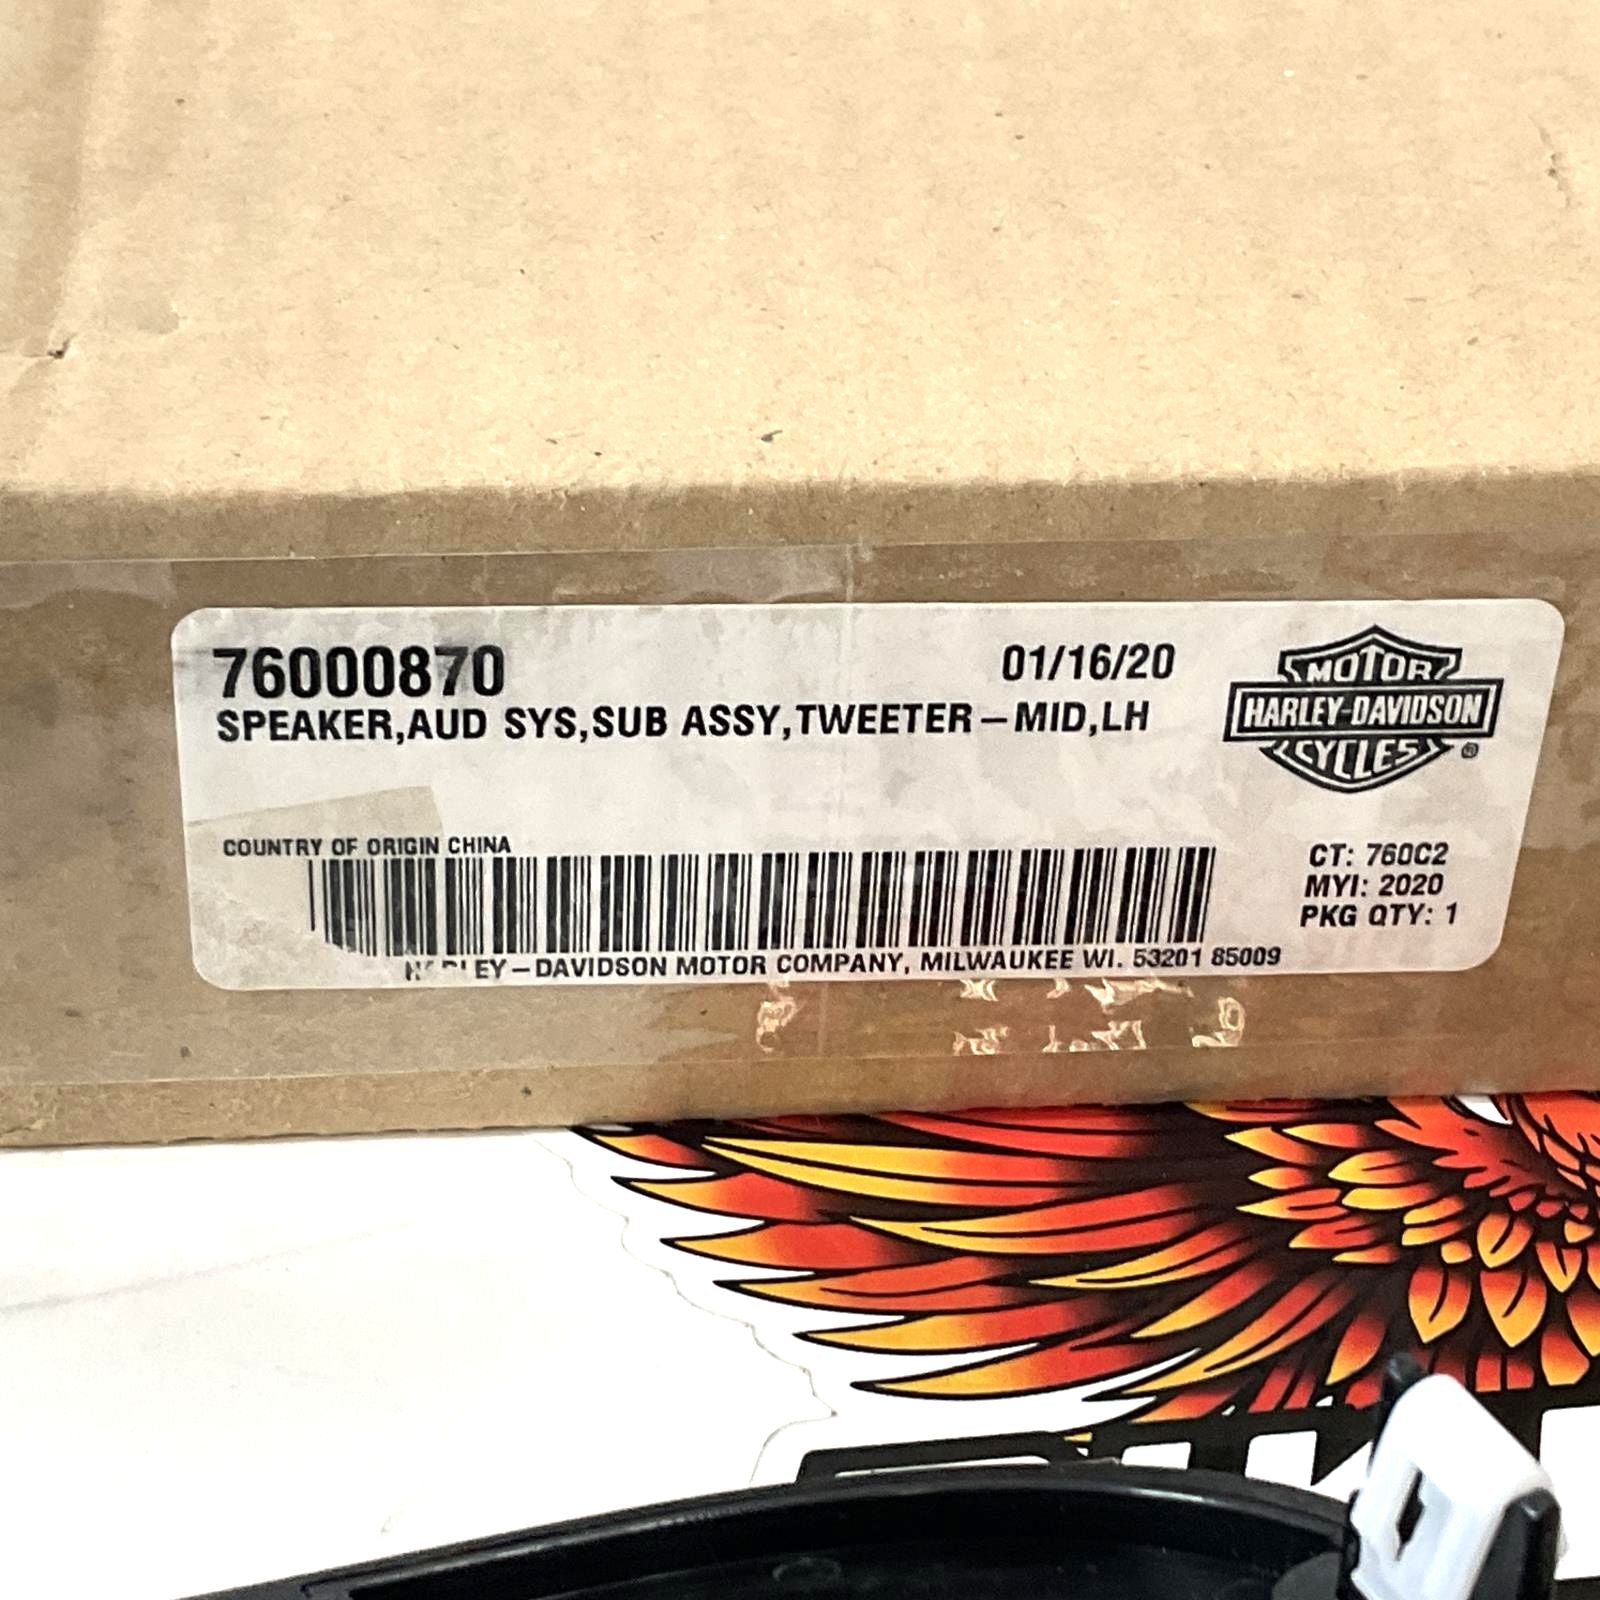 76000870
01/16/20
SPEAKER,AUD SYS,SUB ASSY,TWEETER-MID,LH
MOTOR
HARLEY-DAVIDSON
CYCLES®
COUNTRY OF ORIGIN CHINA
CT: 760C2
MYI: 2020
PKG QTY: 1
HARLEY-DAVIDSON MOTOR COMPANY, MILWAUKEE WI. 53201 85009